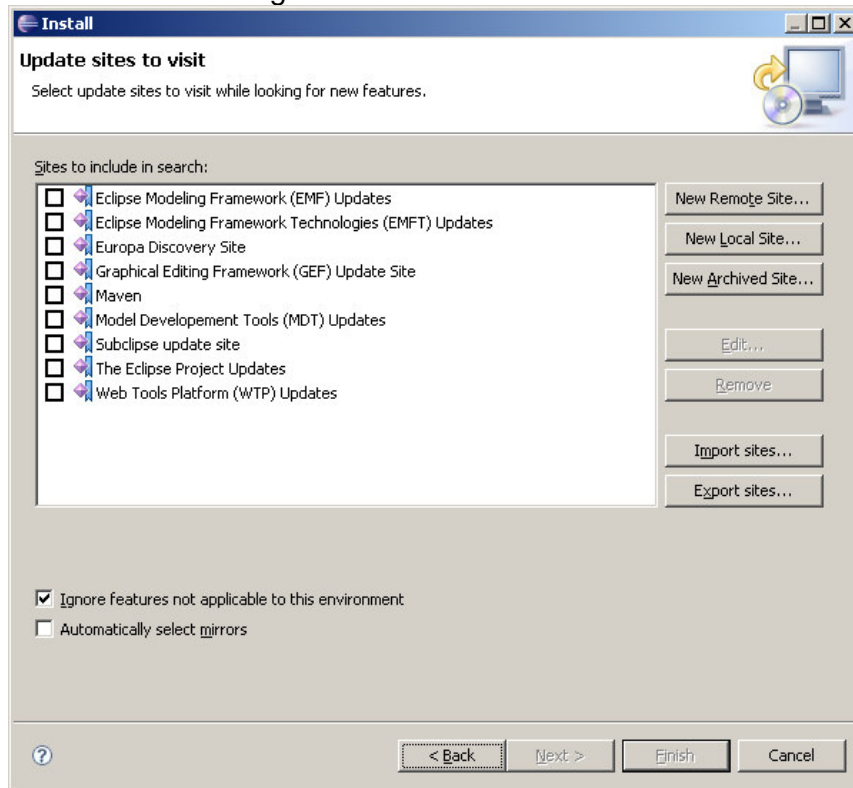 Install
Update sites to visit
Select update sites to visit while looking for new features.
Sites to include in search:
Eclipse Modeling Framework (EMF) Updates
Eclipse Modeling Framework Technologies (EMFT) Updates
Europa Discovery Site
Graphical Editing Framework (GEF) Update Site
Maven
Model Developement Tools (MDT) Updates
Subclipse update site
The Eclipse Project Updates
Web Tools Platform (WTP) Updates
New Remote Site...
New Local Site...
New Archived Site...
Edit...
Remove
Import sites...
Export sites...
Ignore features not applicable to this environment
Automatically select mirrors
?
< Back Next > Finish Cancel